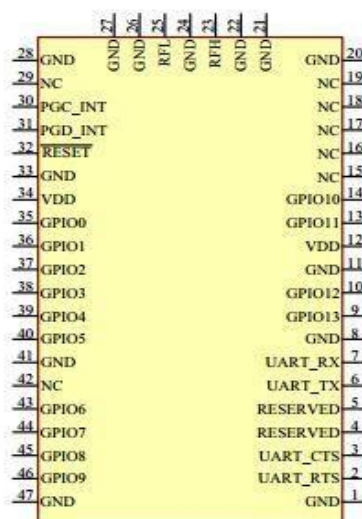 27 26 25 24 23 22 21
GND GND RFL GND RFH GND GND
28 GND GND 20
29 NC NC 19
30 PGC_INT NC 18
31 PGD_INT NC 17
32 RESET NC 16
33 GND NC 15
34 VDD GPIO10 14
35 GPIO0 GPIO11 13
36 GPIO1 VDD 12
37 GPIO2 GND 11
38 GPIO3 GPIO12 10
39 GPIO4 GPIO13 9
40 GPIO5 GND 8
41 GND UART_RX 7
42 NC UART_TX 6
43 GPIO6 RESERVED 5
44 GPIO7 RESERVED 4
45 GPIO8 UART_CTS 3
46 GPIO9 UART_RTS 2
47 GND GND 1